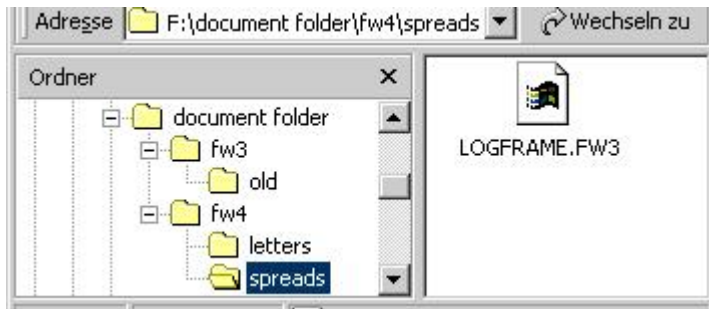 Adresse F:\document folder\fw4\spreads Wechseln zu
Ordner
document folder
fw3
old
fw4
letters
spreads
LOGFRAME.FW3